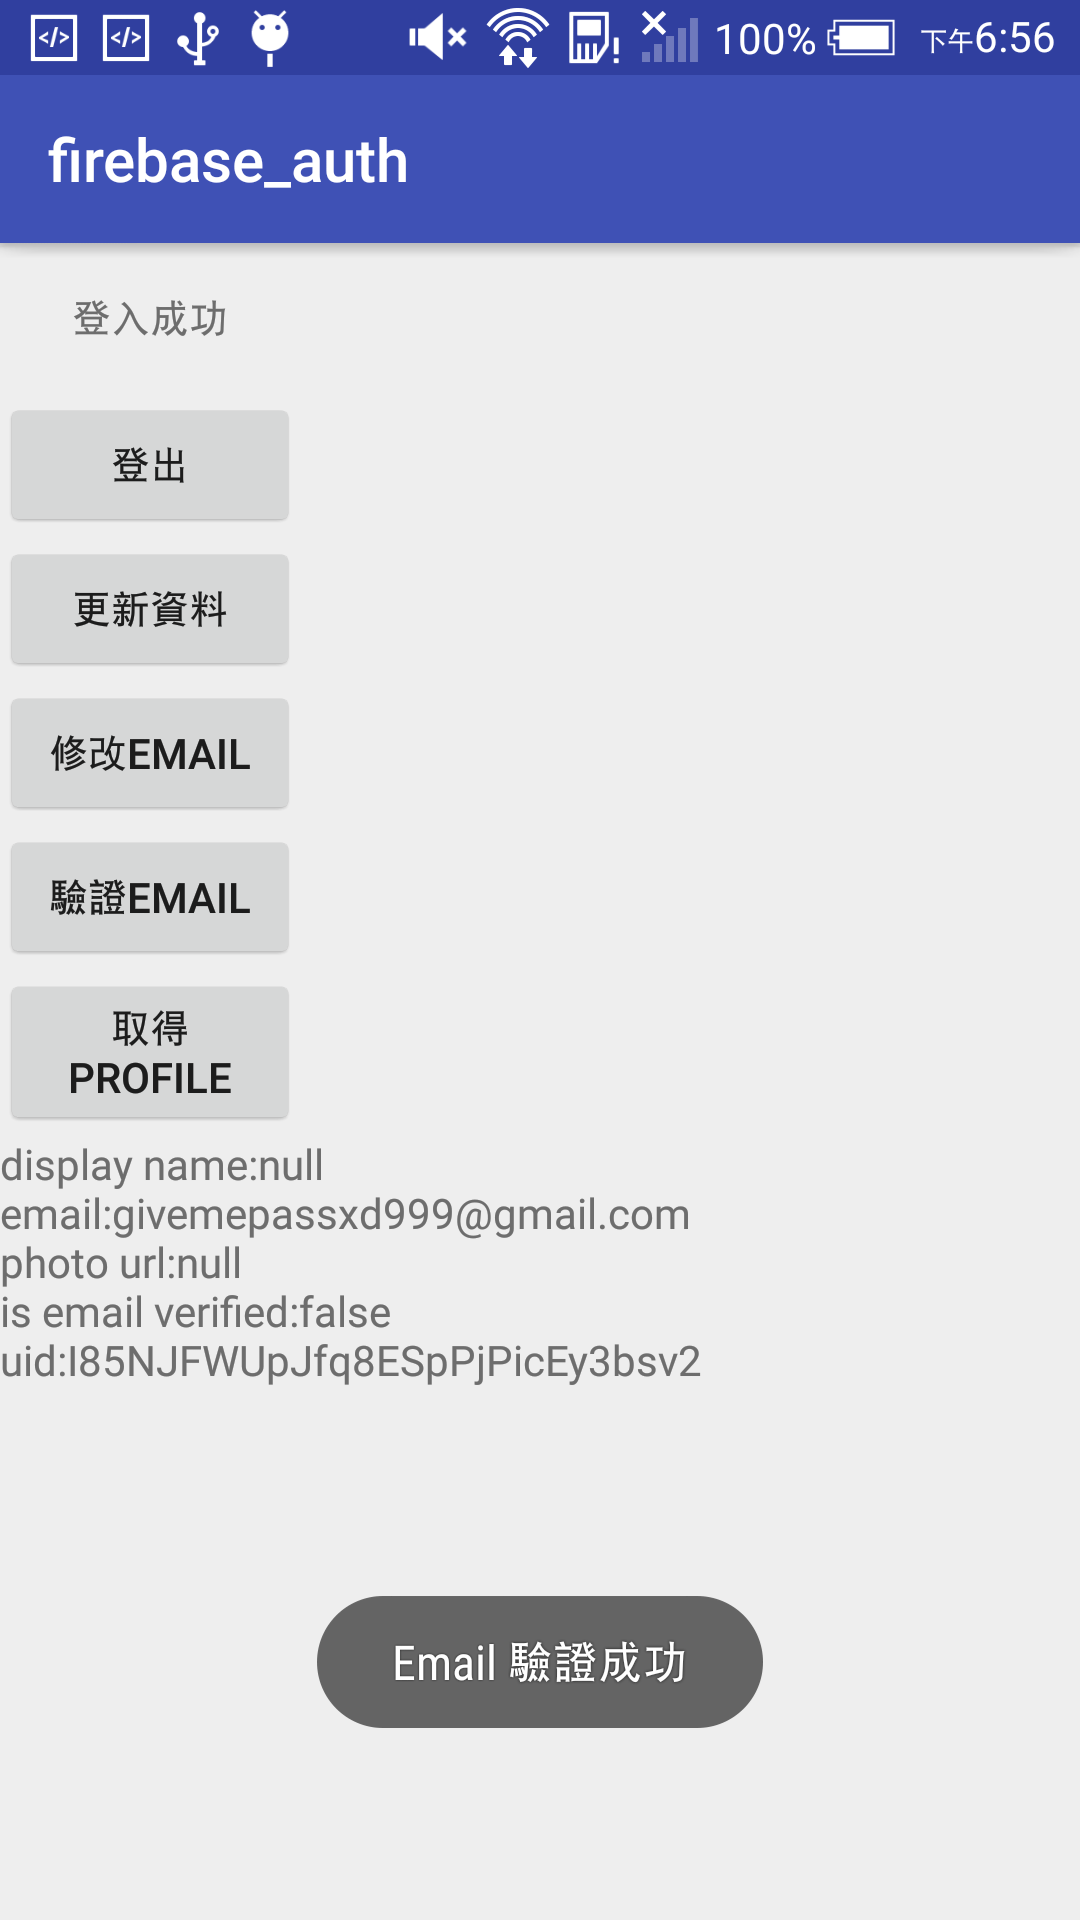 100% 下午6:56
firebase_auth
登入成功
登出
更新資料
修改EMAIL
驗證EMAIL
取得
PROFILE
display name:null
email:givemepassxd999@gmail.com
photo url:null
is email verified:false
uid:I85NJFWUpJfq8ESpPjPicEy3bsv2
Email 驗證成功